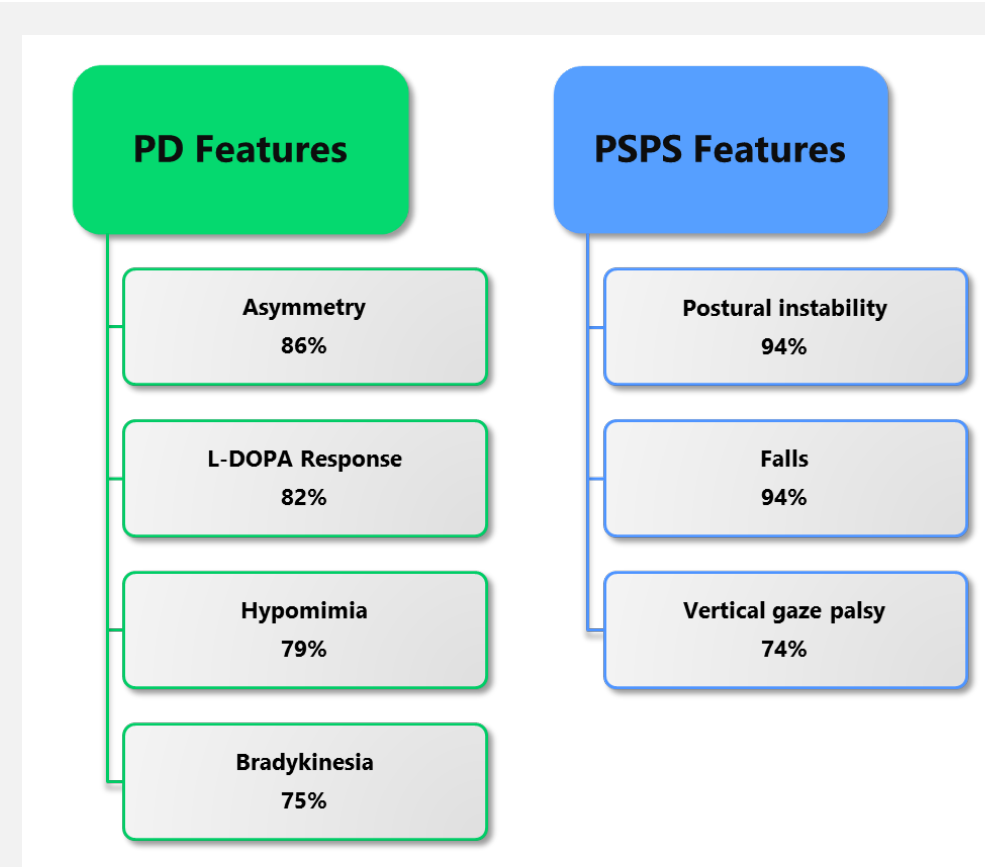 PD Features
Asymmetry
86%
L-DOPA Response
82%
Hypomimia
79%
Bradykinesia
75%
PSPS Features
Postural instability
94%
Falls
94%
Vertical gaze palsy
74%